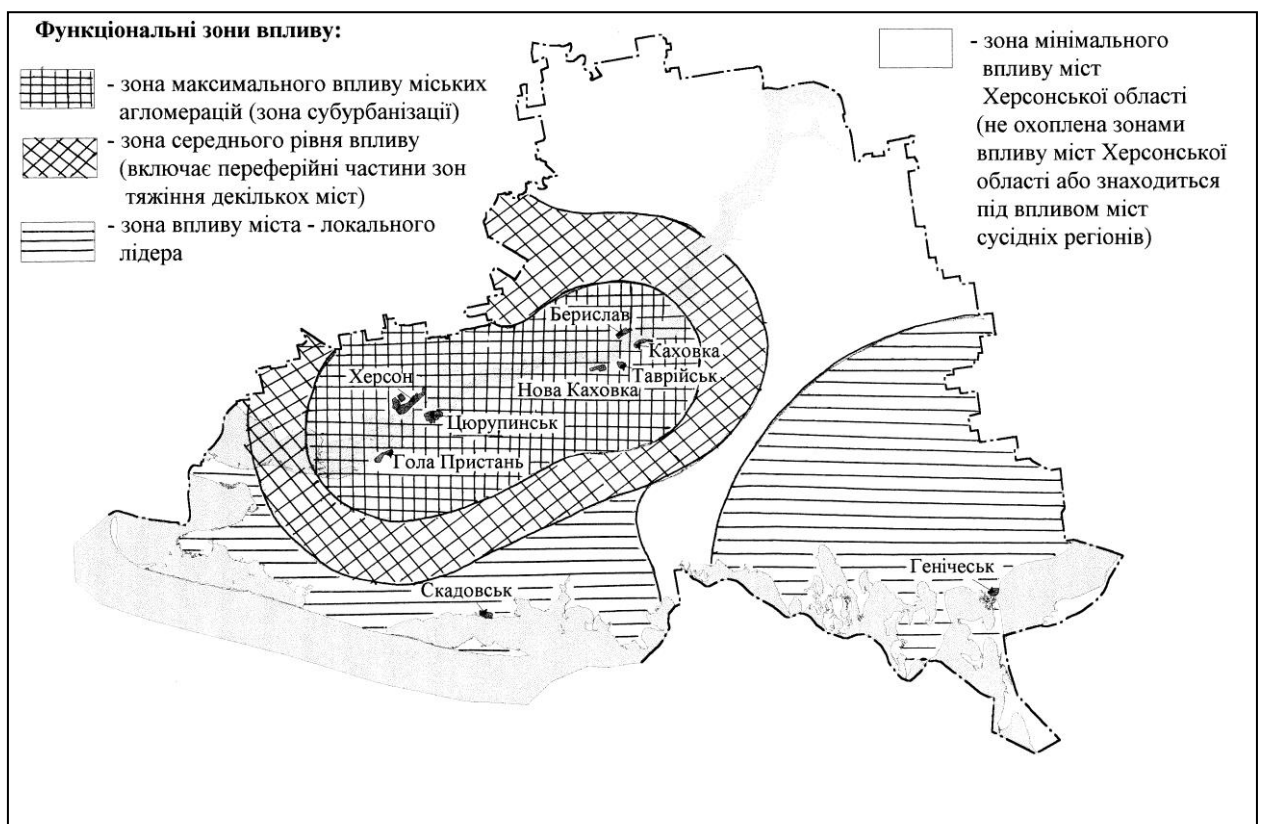 Функціональні зони впливу:
- зона максимального впливу міських
агломерацій (зона субурбанізації)
- зона середнього рівня впливу
(включає переферійні частини зон
тяжіння декількох міст)
- зона впливу міста - локального
лідера
- зона мінімального
впливу міст
Херсонської області
(не охоплена зонами
впливу міст Херсонської
області або знаходиться
під впливом міст
сусідніх регіонів)
Берислав
Каховка
Таврійськ
Нова Каховка
Херсон
Цюрупинськ
Гола Пристань
Скадовськ
Генічеськ